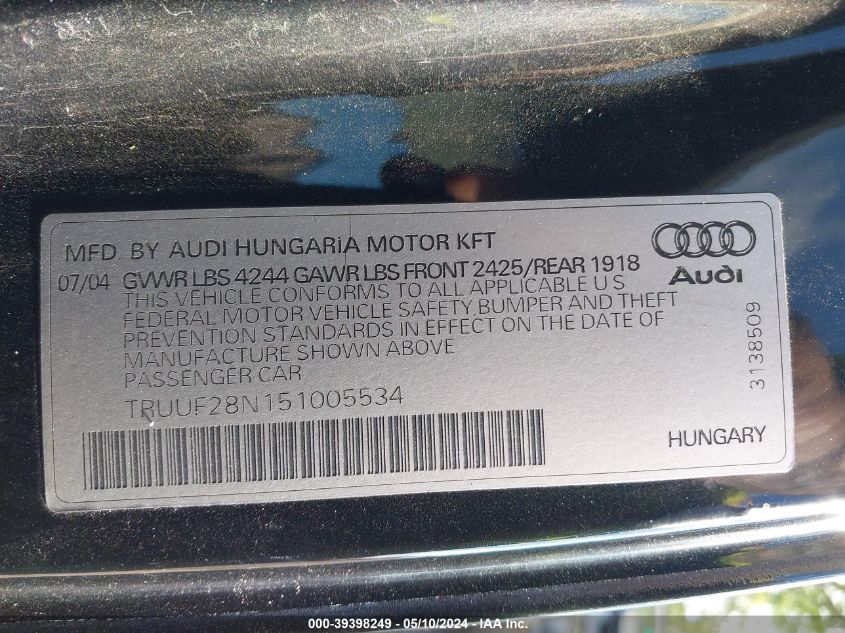 MFD. BY AUDI HUNGARIA MOTOR KFT
07/04 GVWR LBS 4244 GAWR LBS FRONT 2425/REAR 1918
THIS VEHICLE CONFORMS TO ALL APPLICABLE U S
FEDERAL MOTOR VEHICLE SAFETY,BUMPER AND THEFT
PREVENTION STANDARDS IN EFFECT ON THE DATE OF
MANUFACTURE SHOWN ABOVE
PASSENGER CAR
TRUUF28N151005534
Audi
3138509
HUNGARY
000-39398249 - 05/10/2024 - IAA Inc.